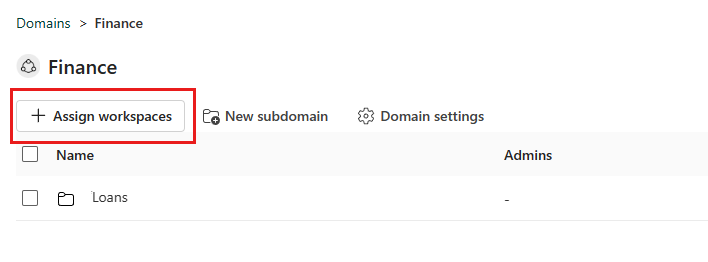 Domains > Finance
Finance
+ Assign workspaces New subdomain Domain settings
Name Admins
Loans -